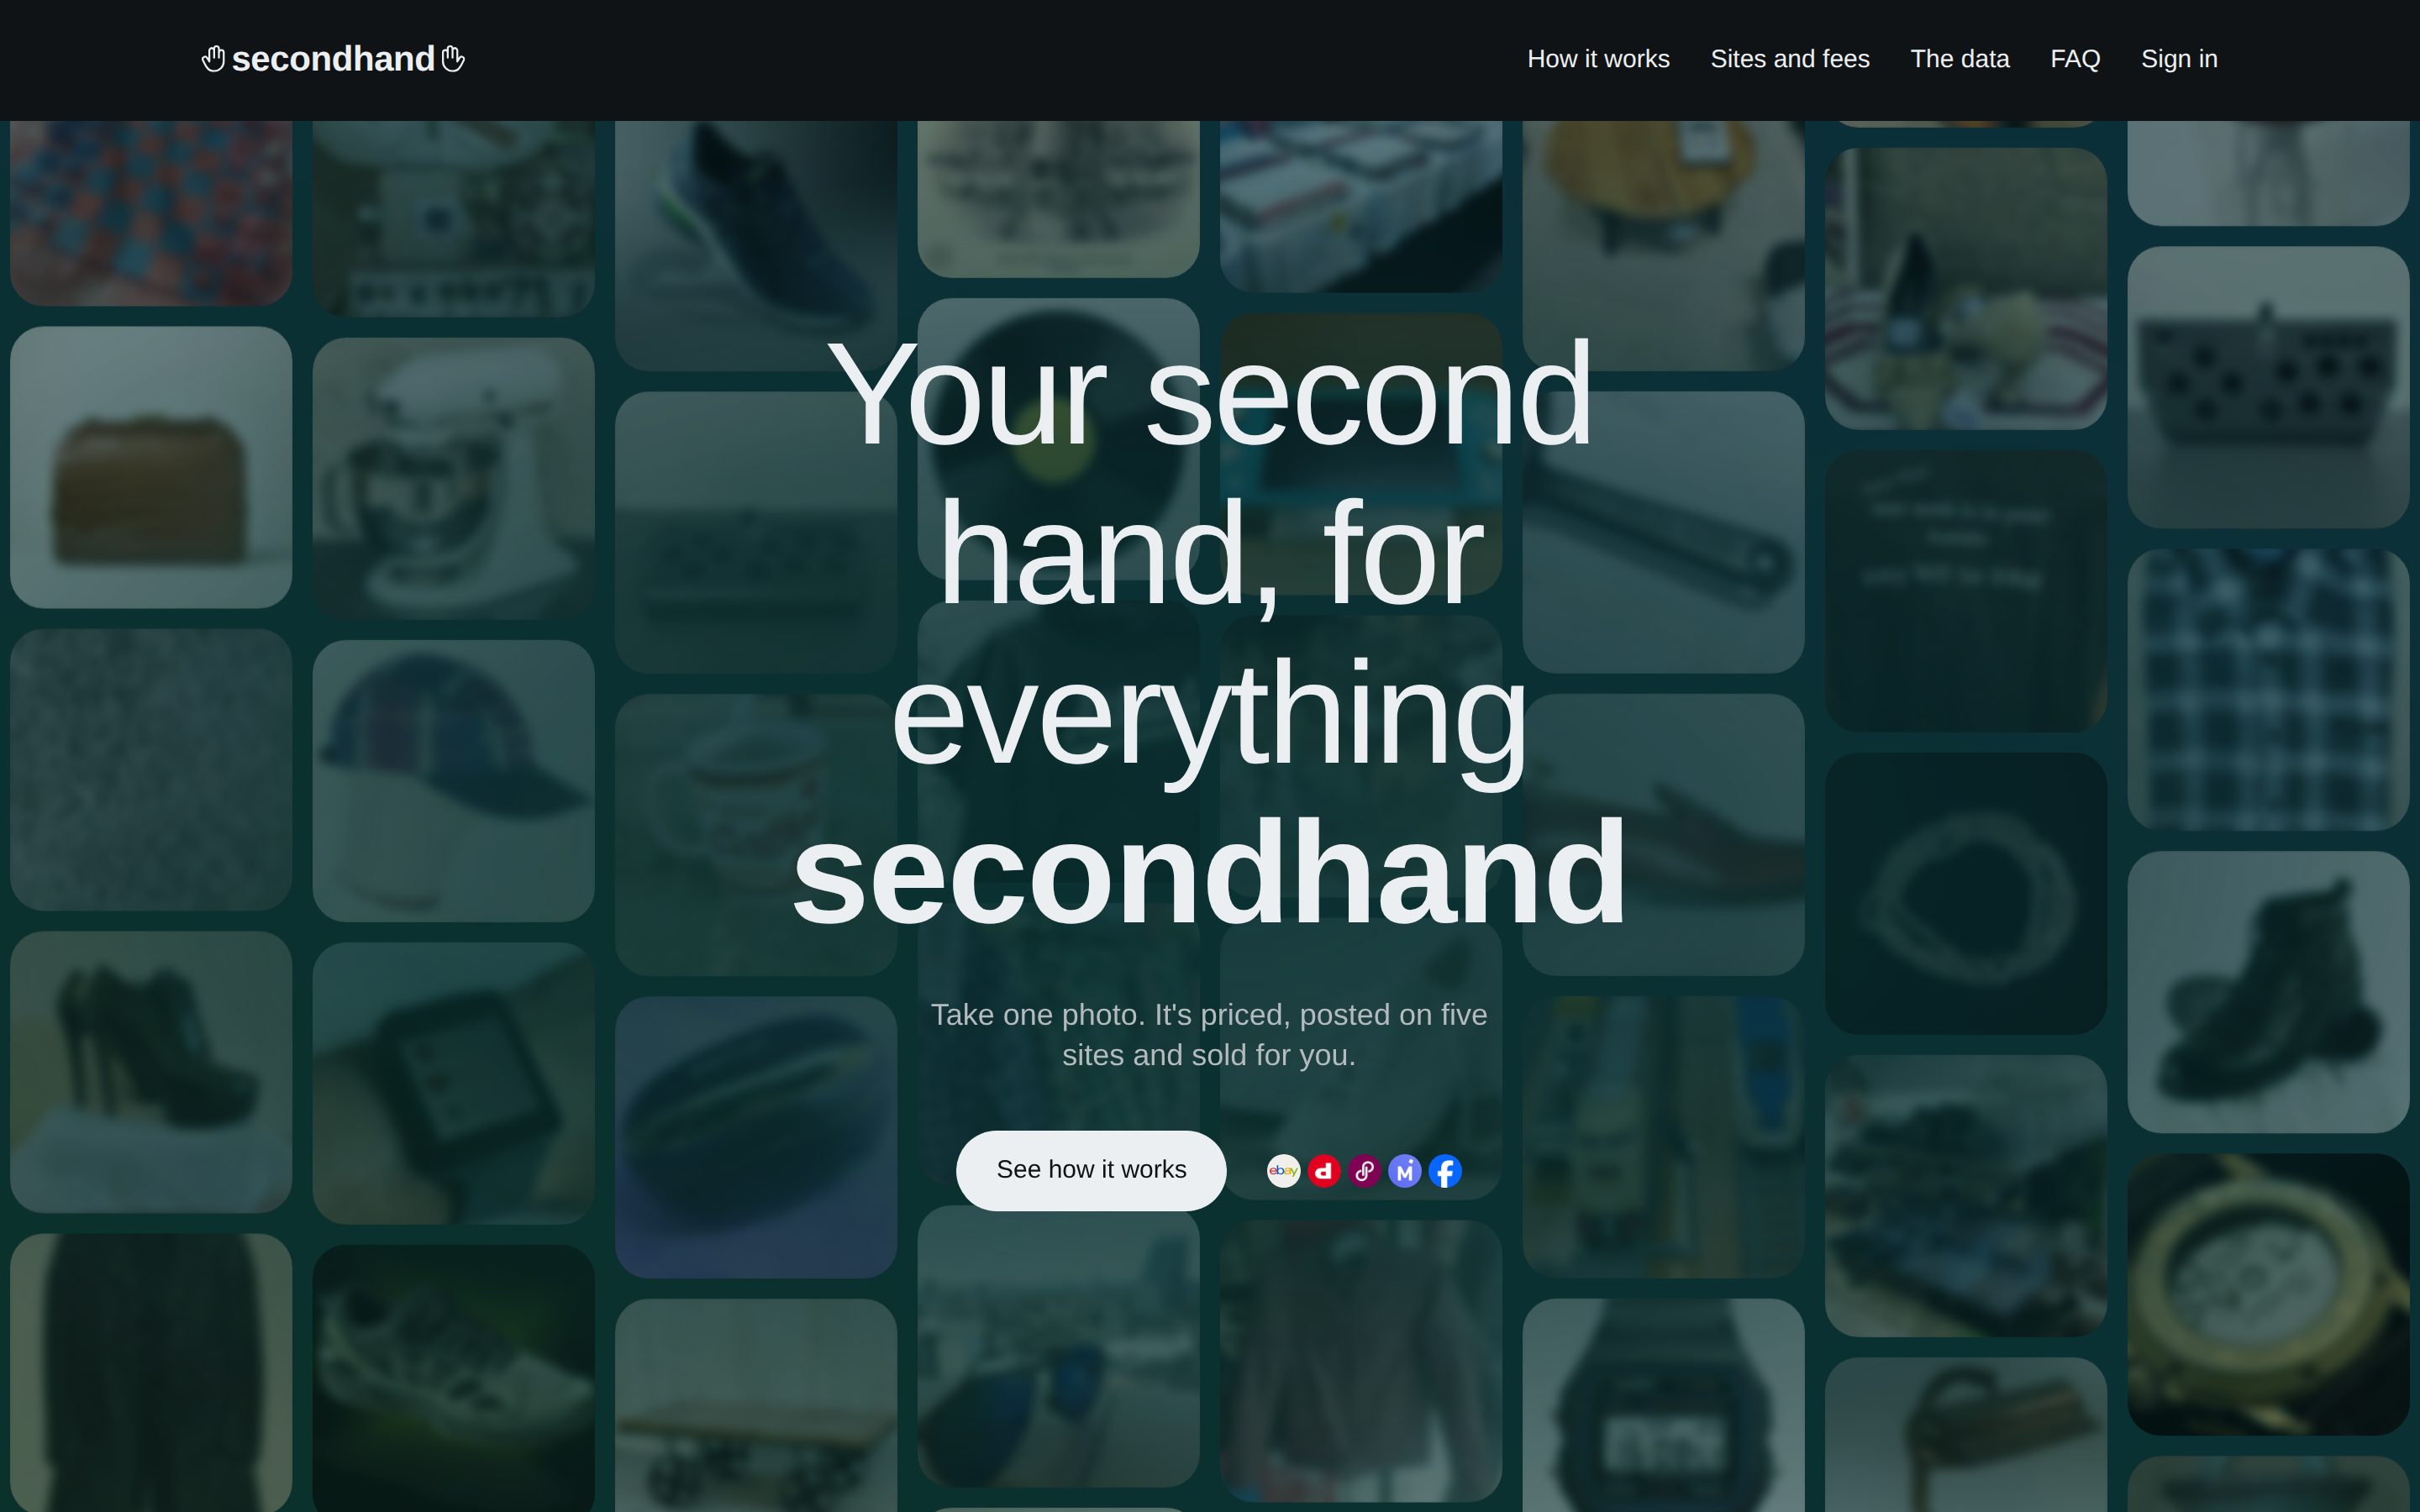 secondhand
How it works
Sites and fees
The data
FAQ
Sign in
Your second
hand, for
everything
secondhand
Take one photo. It's priced, posted on five
sites and sold for you.
See how it works
ebay